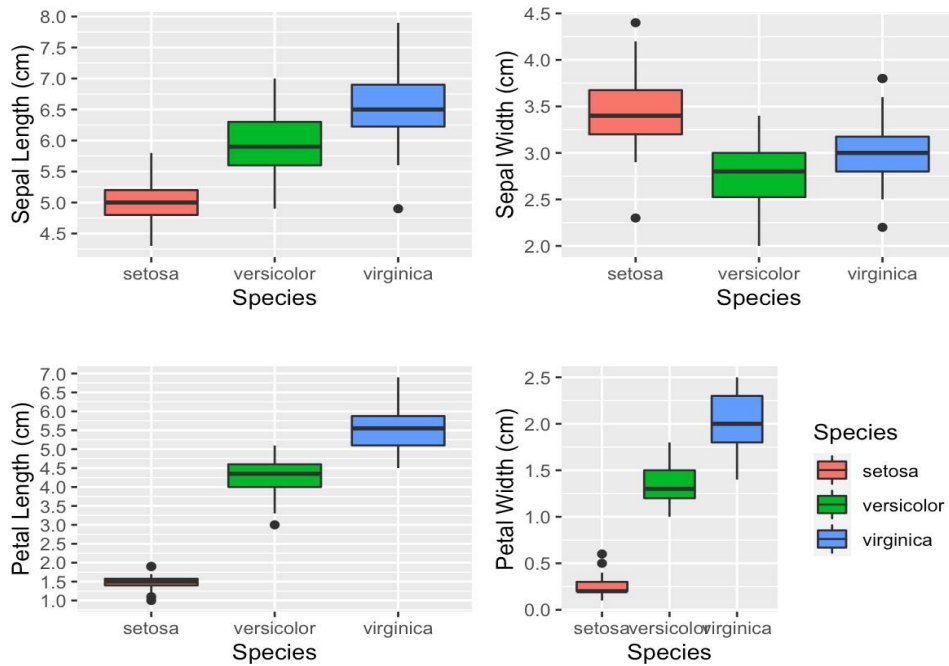 Sepal Length (cm)
8.0
7.5
7.0
6.5
6.0
5.5
5.0
4.5
setosa versicolor virginica
Species
Sepal Width (cm)
4.5
4.0
3.5
3.0
2.5
2.0
setosa versicolor virginica
Species
Petal Length (cm)
7.0
6.5
6.0
5.5
5.0
4.5
4.0
3.5
3.0
2.5
2.0
1.5
1.0
setosa versicolor virginica
Species
Petal Width (cm)
2.5
2.0
1.5
1.0
0.5
0.0
setosa versicolor virginica
Species
Species
setosa
versicolor
virginica